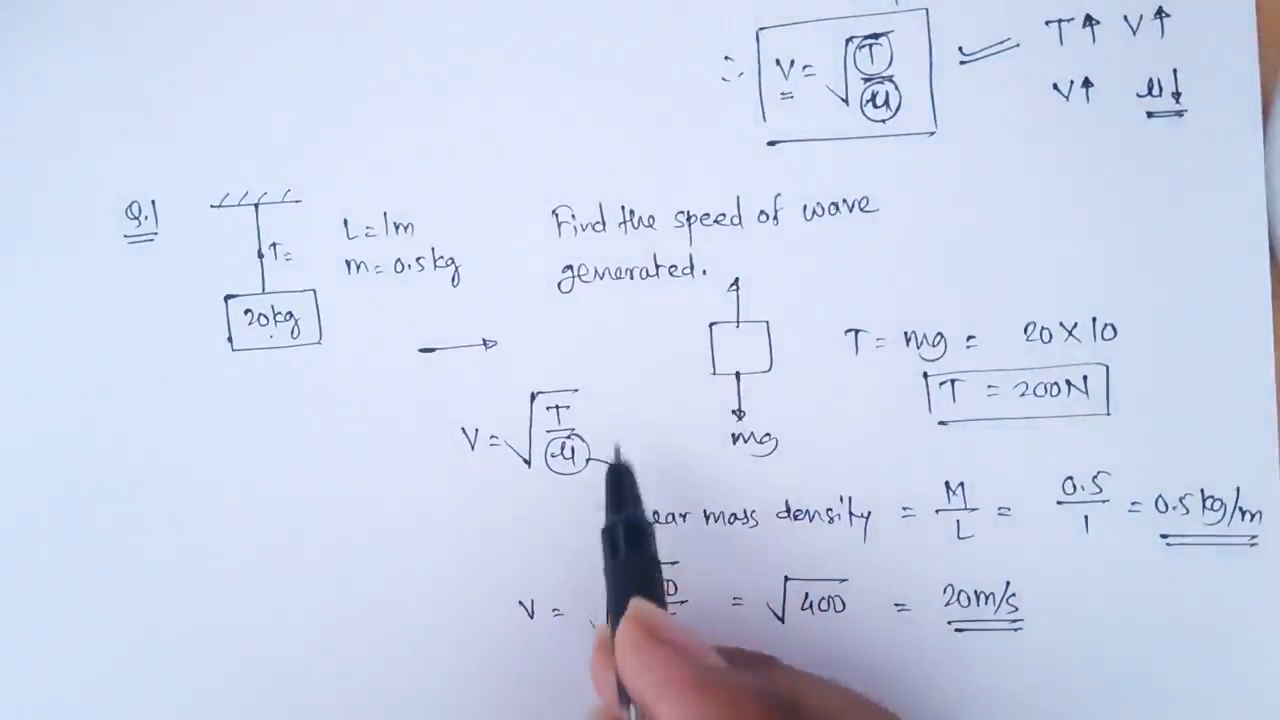 ∴ V = √(T/μ) T↑ V↑
V↑ μ↓
Q.1
T=
20kg
L = 1m
m = 0.5kg
Find the speed of wave
generated.
mg
T = mg = 20 X 10
T = 200N
V = √(T/μ)
mass density = M/L = 0.5/1 = 0.5kg/m
V = = √400 = 20m/s